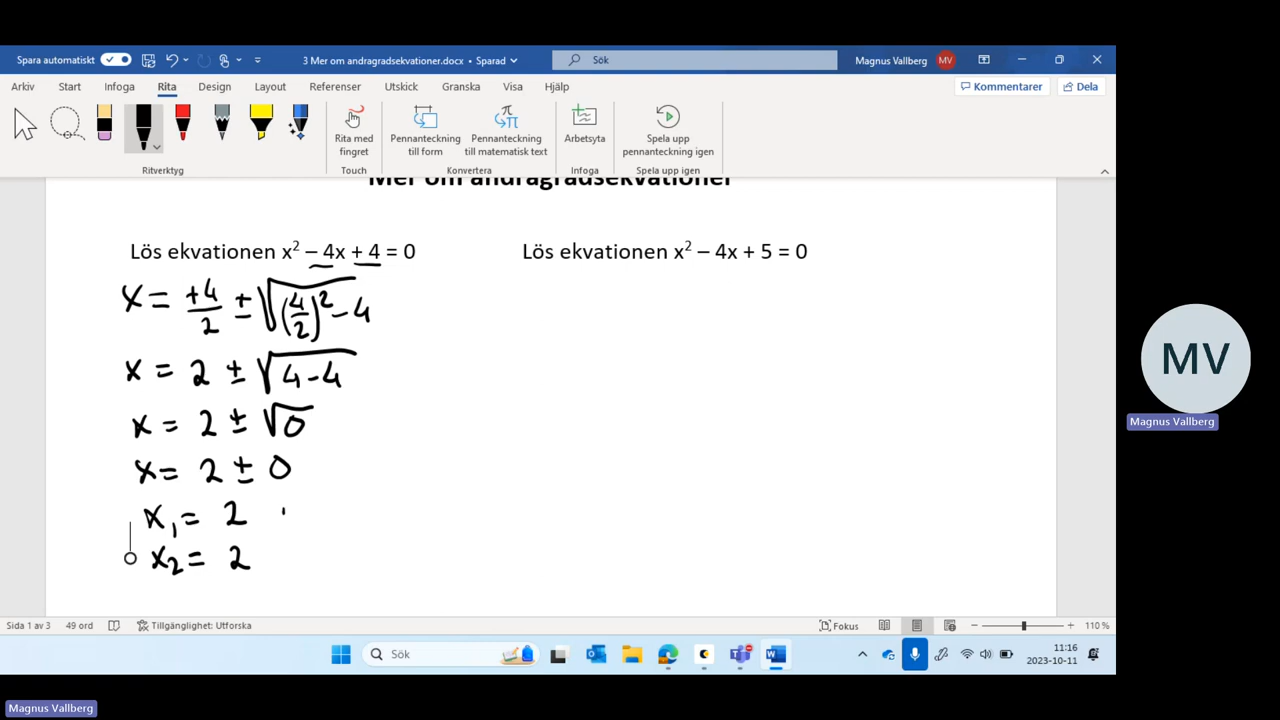 Spara automatiskt
3 Mer om andragradsekvationer.docx • Sparad
Sök
Magnus Vallberg MV
Arkiv Start Infoga Rita Design Layout Referenser Utskick Granska Visa Hjälp
Kommentarer Dela
Rita med fingret
Pennanteckning till form
Pennanteckning till matematisk text
Arbetsyta
Spela upp pennanteckning igen
Ritverktyg Touch Konvertera Infoga Spela upp igen
Mer om andragradsekvationer
Lös ekvationen x² – 4x + 4 = 0
x = +4/2 ± √((4/2)² - 4)
x = 2 ± √(4-4)
x = 2 ± √0
x = 2 ± 0
x₁ = 2
x₂ = 2
Lös ekvationen x² – 4x + 5 = 0
MV
Magnus Vallberg
Sida 1 av 3 49 ord Tillgänglighet: Utforska Fokus 110 %
Sök
11:16
2023-10-11
Magnus Vallberg